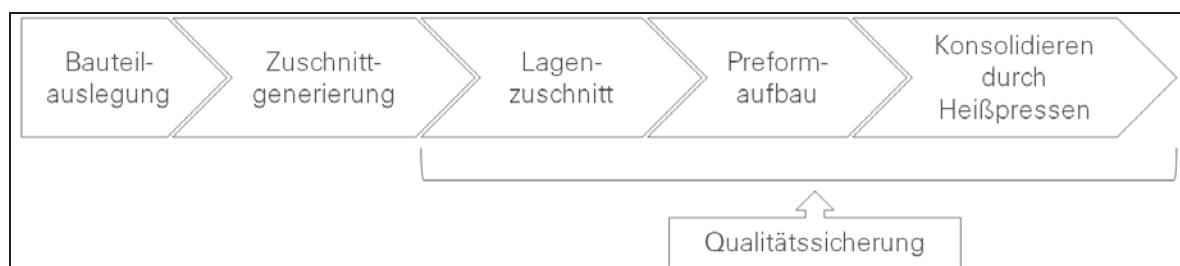 Bauteil-
auslegung
Zuschnitt-
generierung
Lagen-
zuschnitt
Preform-
aufbau
Konsolidieren
durch
Heißpressen
Qualitätssicherung